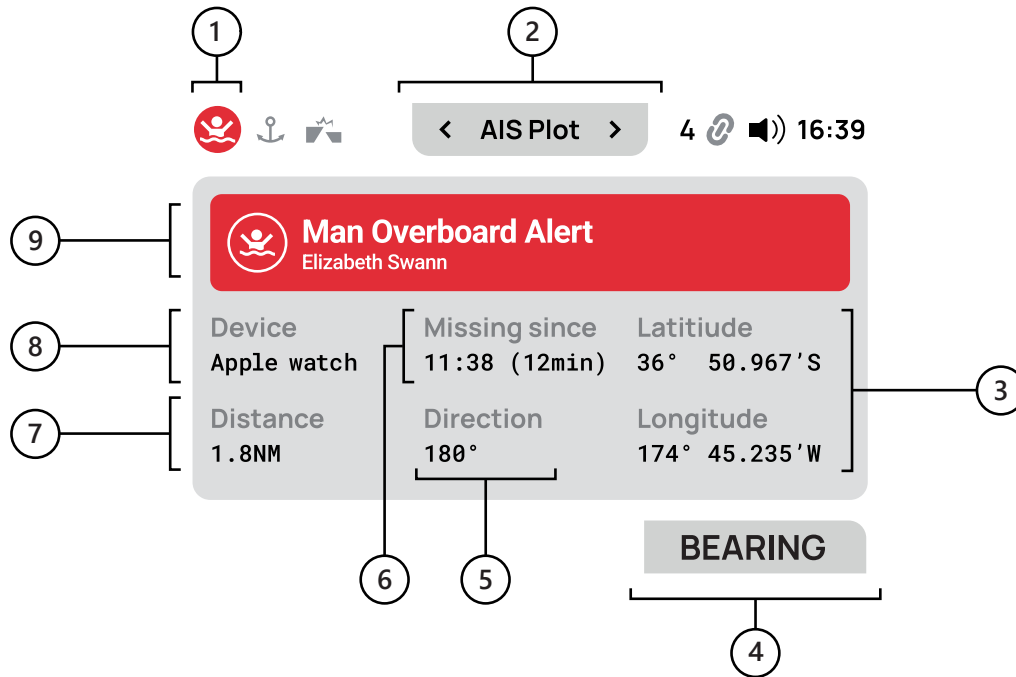 1
2
< AIS Plot >
4
16:39
9
Man Overboard Alert
Elizabeth Swann
8
Device
Apple watch
6
Missing since
11:38 (12min)
Latitiude
36° 50.967'S
3
7
Distance
1.8NM
Direction
180°
5
Longitude
174° 45.235'W
BEARING
4